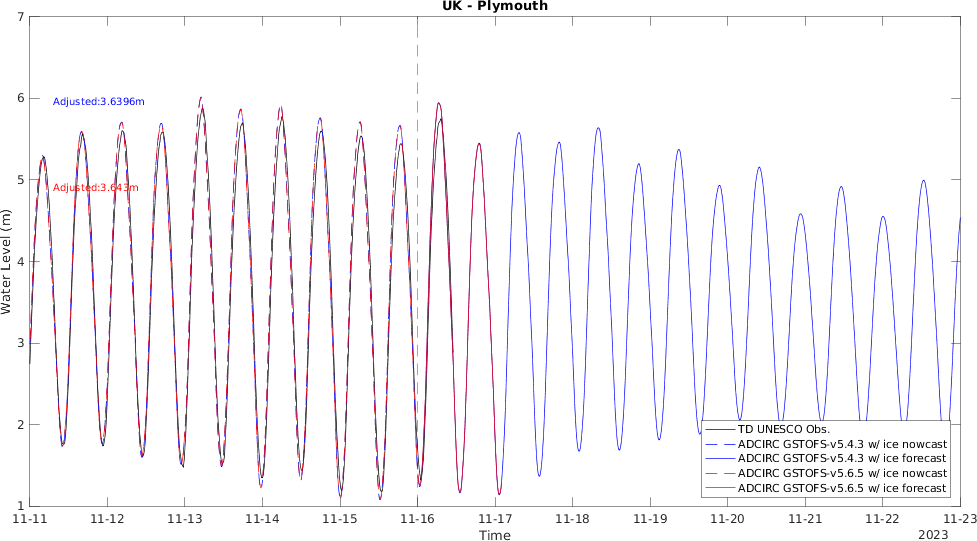 UK - Plymouth
7
6
5
4
3
2
1
Water Level (m)
Adjusted:3.6396m
Adjusted:3.643m
TD UNESCO Obs.
ADCIRC GSTOFS-v5.4.3 w/ ice nowcast
ADCIRC GSTOFS-v5.4.3 w/ ice forecast
ADCIRC GSTOFS-v5.6.5 w/ ice nowcast
ADCIRC GSTOFS-v5.6.5 w/ ice forecast
11-11 11-12 11-13 11-14 11-15 11-16 11-17 11-18 11-19 11-20 11-21 11-22 11-23
Time
2023